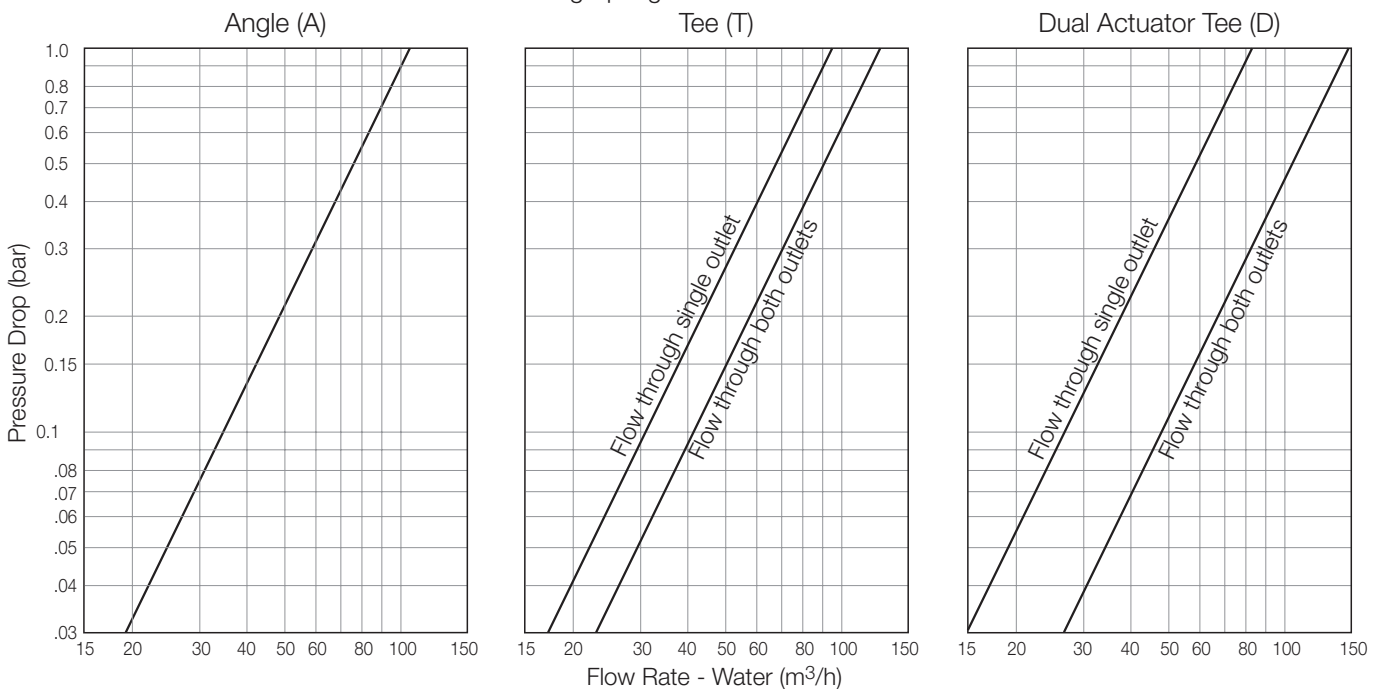 Angle (A)
Tee (T)
Dual Actuator Tee (D)
Pressure Drop (bar)
1.0
0.8
0.7
0.6
0.5
0.4
0.3
0.2
0.15
0.1
.08
.07
.06
.05
.04
.03
15 20 30 40 50 60 80 100 150
Flow through single outlet
Flow through both outlets
15 20 30 40 50 60 80 100 150
Flow through single outlet
Flow through both outlets
15 20 30 40 50 60 80 100 150
Flow Rate - Water (m³/h)